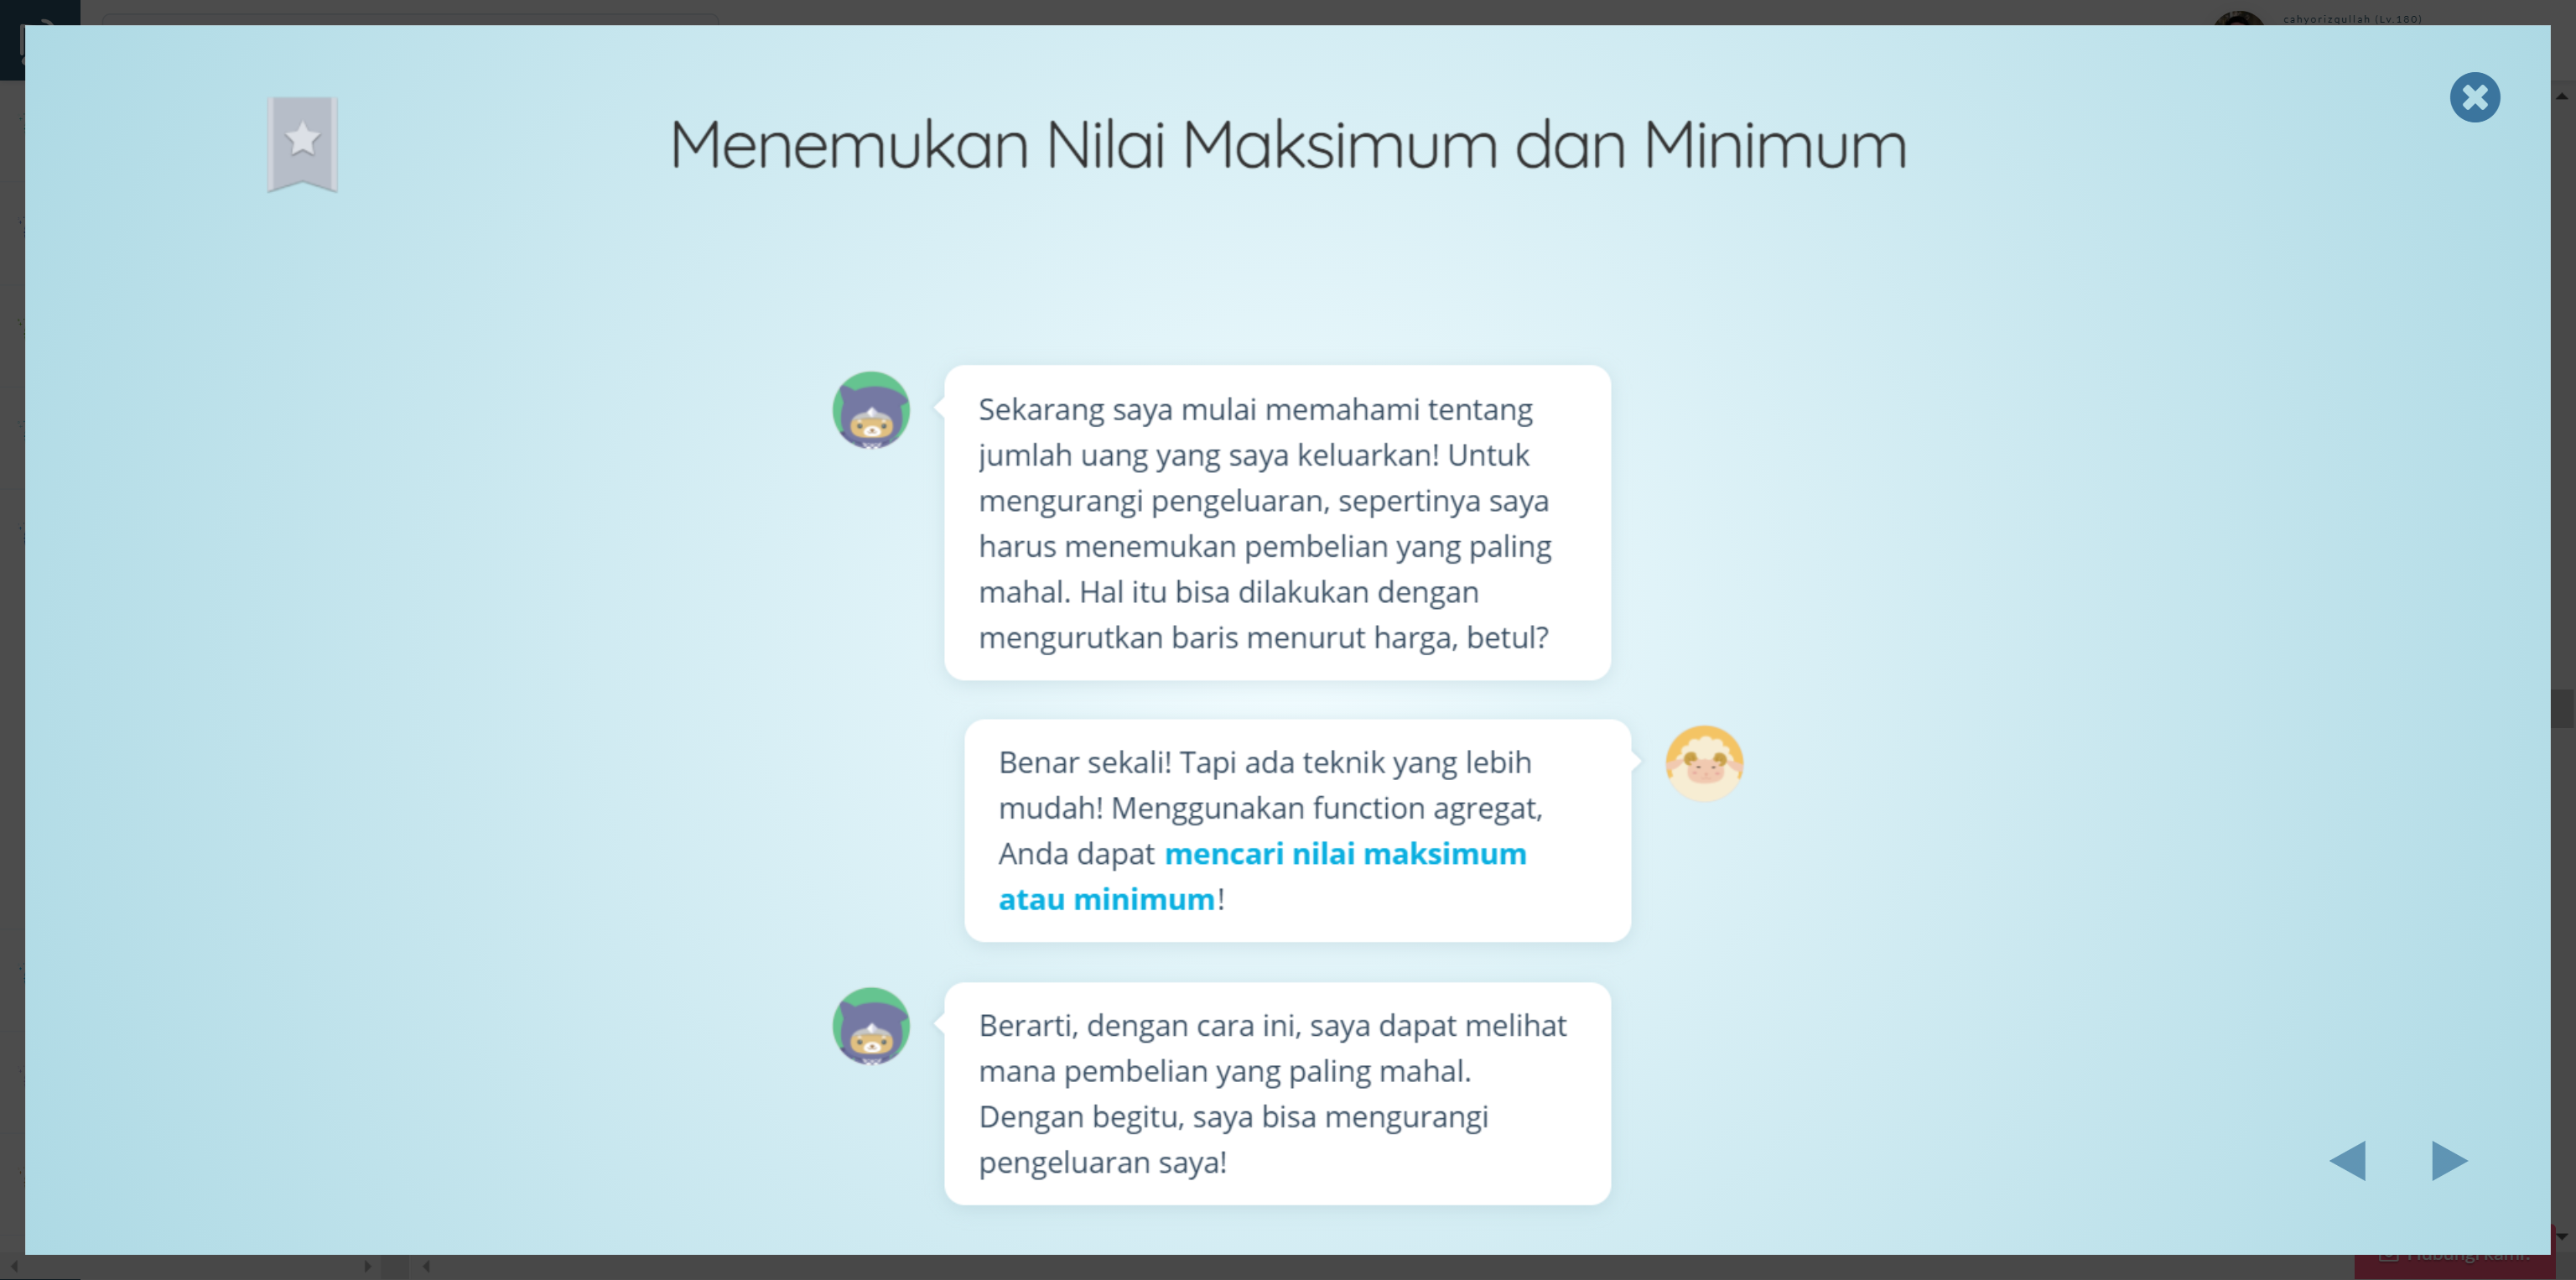 cahyorizqullah (Lv.180)
Menemukan Nilai Maksimum dan Minimum
Sekarang saya mulai memahami tentang
jumlah uang yang saya keluarkan! Untuk
mengurangi pengeluaran, sepertinya saya
harus menemukan pembelian yang paling
mahal. Hal itu bisa dilakukan dengan
mengurutkan baris menurut harga, betul?
Benar sekali! Tapi ada teknik yang lebih
mudah! Menggunakan function agregat,
Anda dapat mencari nilai maksimum
atau minimum!
Berarti, dengan cara ini, saya dapat melihat
mana pembelian yang paling mahal.
Dengan begitu, saya bisa mengurangi
pengeluaran saya!